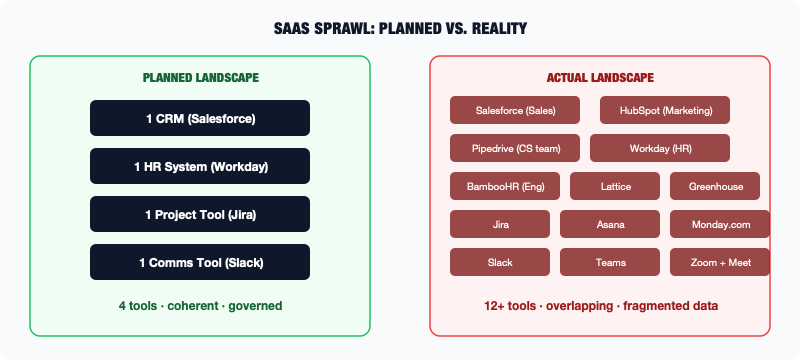 SAAS SPRAWL: PLANNED VS. REALITY
PLANNED LANDSCAPE
1 CRM (Salesforce)
1 HR System (Workday)
1 Project Tool (Jira)
1 Comms Tool (Slack)
4 tools · coherent · governed
ACTUAL LANDSCAPE
Salesforce (Sales) HubSpot (Marketing)
Pipedrive (CS team) Workday (HR)
BambooHR (Eng) Lattice Greenhouse
Jira Asana Monday.com
Slack Teams Zoom + Meet
12+ tools · overlapping · fragmented data